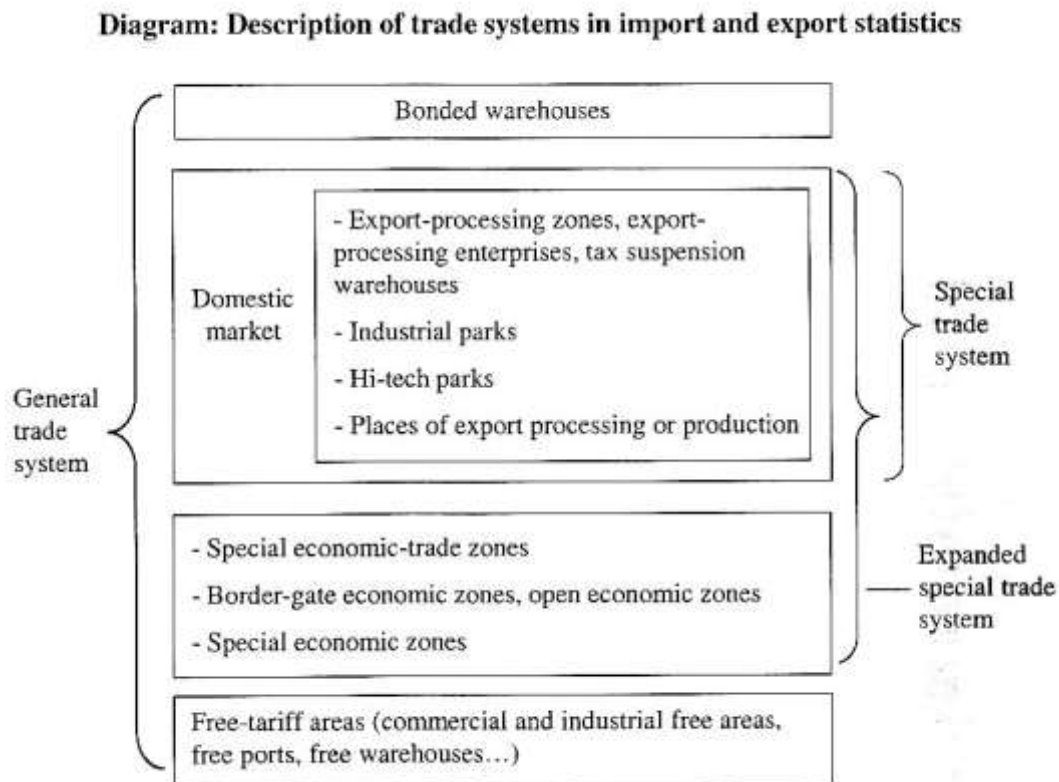 Diagram: Description of trade systems in import and export statistics
Bonded warehouses
- Export-processing zones, export-
processing enterprises, tax suspension
warehouses
Domestic
market
- Industrial parks
- Hi-tech parks
- Places of export processing or production
Special
trade
system
General
trade
system
- Special economic-trade zones
- Border-gate economic zones, open economic zones
- Special economic zones
Expanded
special trade
system
Free-tariff areas (commercial and industrial free areas,
free ports, free warehouses…)